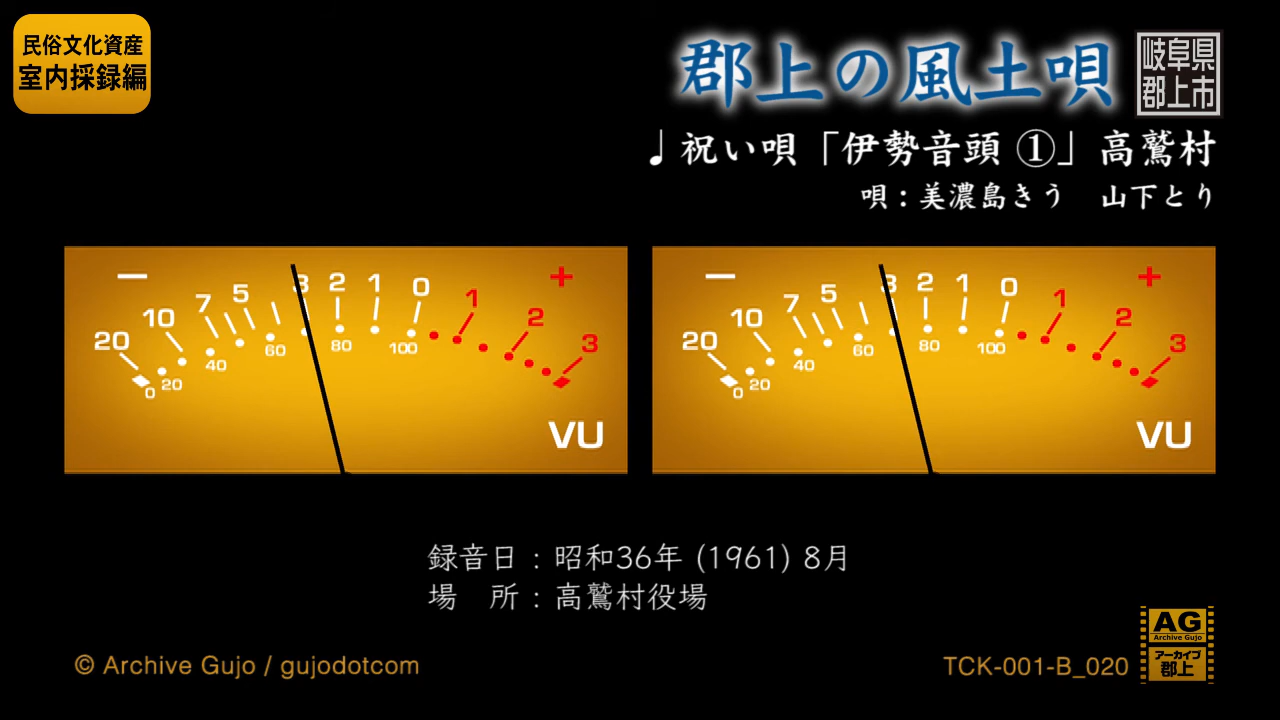 民俗文化資産
室内採録編
郡上の風土唄
岐阜県
郡上市
♩祝い唄「伊勢音頭 ①」高鷲村
唄：美濃島きう　山下とり
− 20 10 7 5 3 2 1 0 1 2 3 +
0 20 40 60 80 100
VU
− 20 10 7 5 3 2 1 0 1 2 3 +
0 20 40 60 80 100
VU
録音日：昭和36年 (1961) 8月
場　所：高鷲村役場
© Archive Gujo / gujodotcom
TCK-001-B_020
AG
Archive Gujo
アーカイブ
郡上